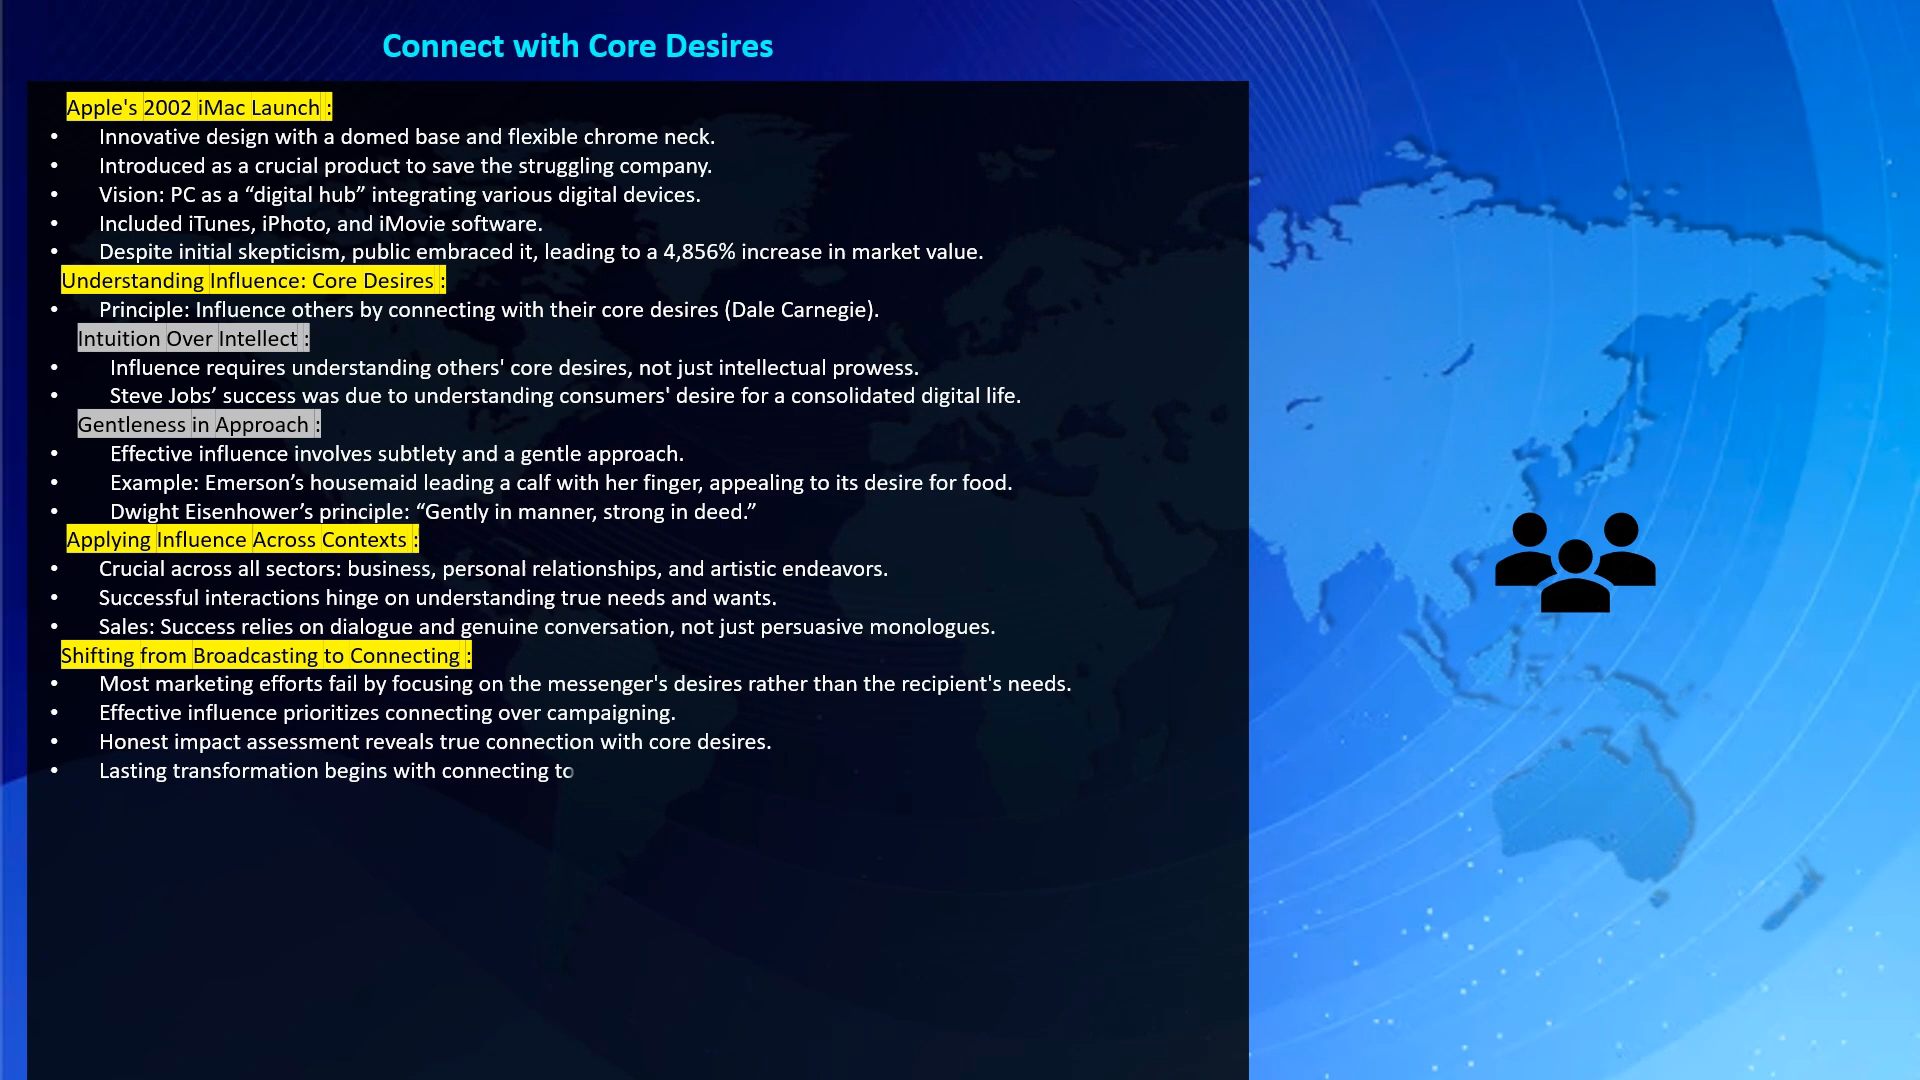 Connect with Core Desires
Apple's 2002 iMac Launch :
• Innovative design with a domed base and flexible chrome neck.
• Introduced as a crucial product to save the struggling company.
• Vision: PC as a “digital hub” integrating various digital devices.
• Included iTunes, iPhoto, and iMovie software.
• Despite initial skepticism, public embraced it, leading to a 4,856% increase in market value.
Understanding Influence: Core Desires :
• Principle: Influence others by connecting with their core desires (Dale Carnegie).
Intuition Over Intellect :
• Influence requires understanding others' core desires, not just intellectual prowess.
• Steve Jobs’ success was due to understanding consumers' desire for a consolidated digital life.
Gentleness in Approach :
• Effective influence involves subtlety and a gentle approach.
• Example: Emerson’s housemaid leading a calf with her finger, appealing to its desire for food.
• Dwight Eisenhower’s principle: “Gently in manner, strong in deed.”
Applying Influence Across Contexts :
• Crucial across all sectors: business, personal relationships, and artistic endeavors.
• Successful interactions hinge on understanding true needs and wants.
• Sales: Success relies on dialogue and genuine conversation, not just persuasive monologues.
Shifting from Broadcasting to Connecting :
• Most marketing efforts fail by focusing on the messenger's desires rather than the recipient's needs.
• Effective influence prioritizes connecting over campaigning.
• Honest impact assessment reveals true connection with core desires.
• Lasting transformation begins with connecting to